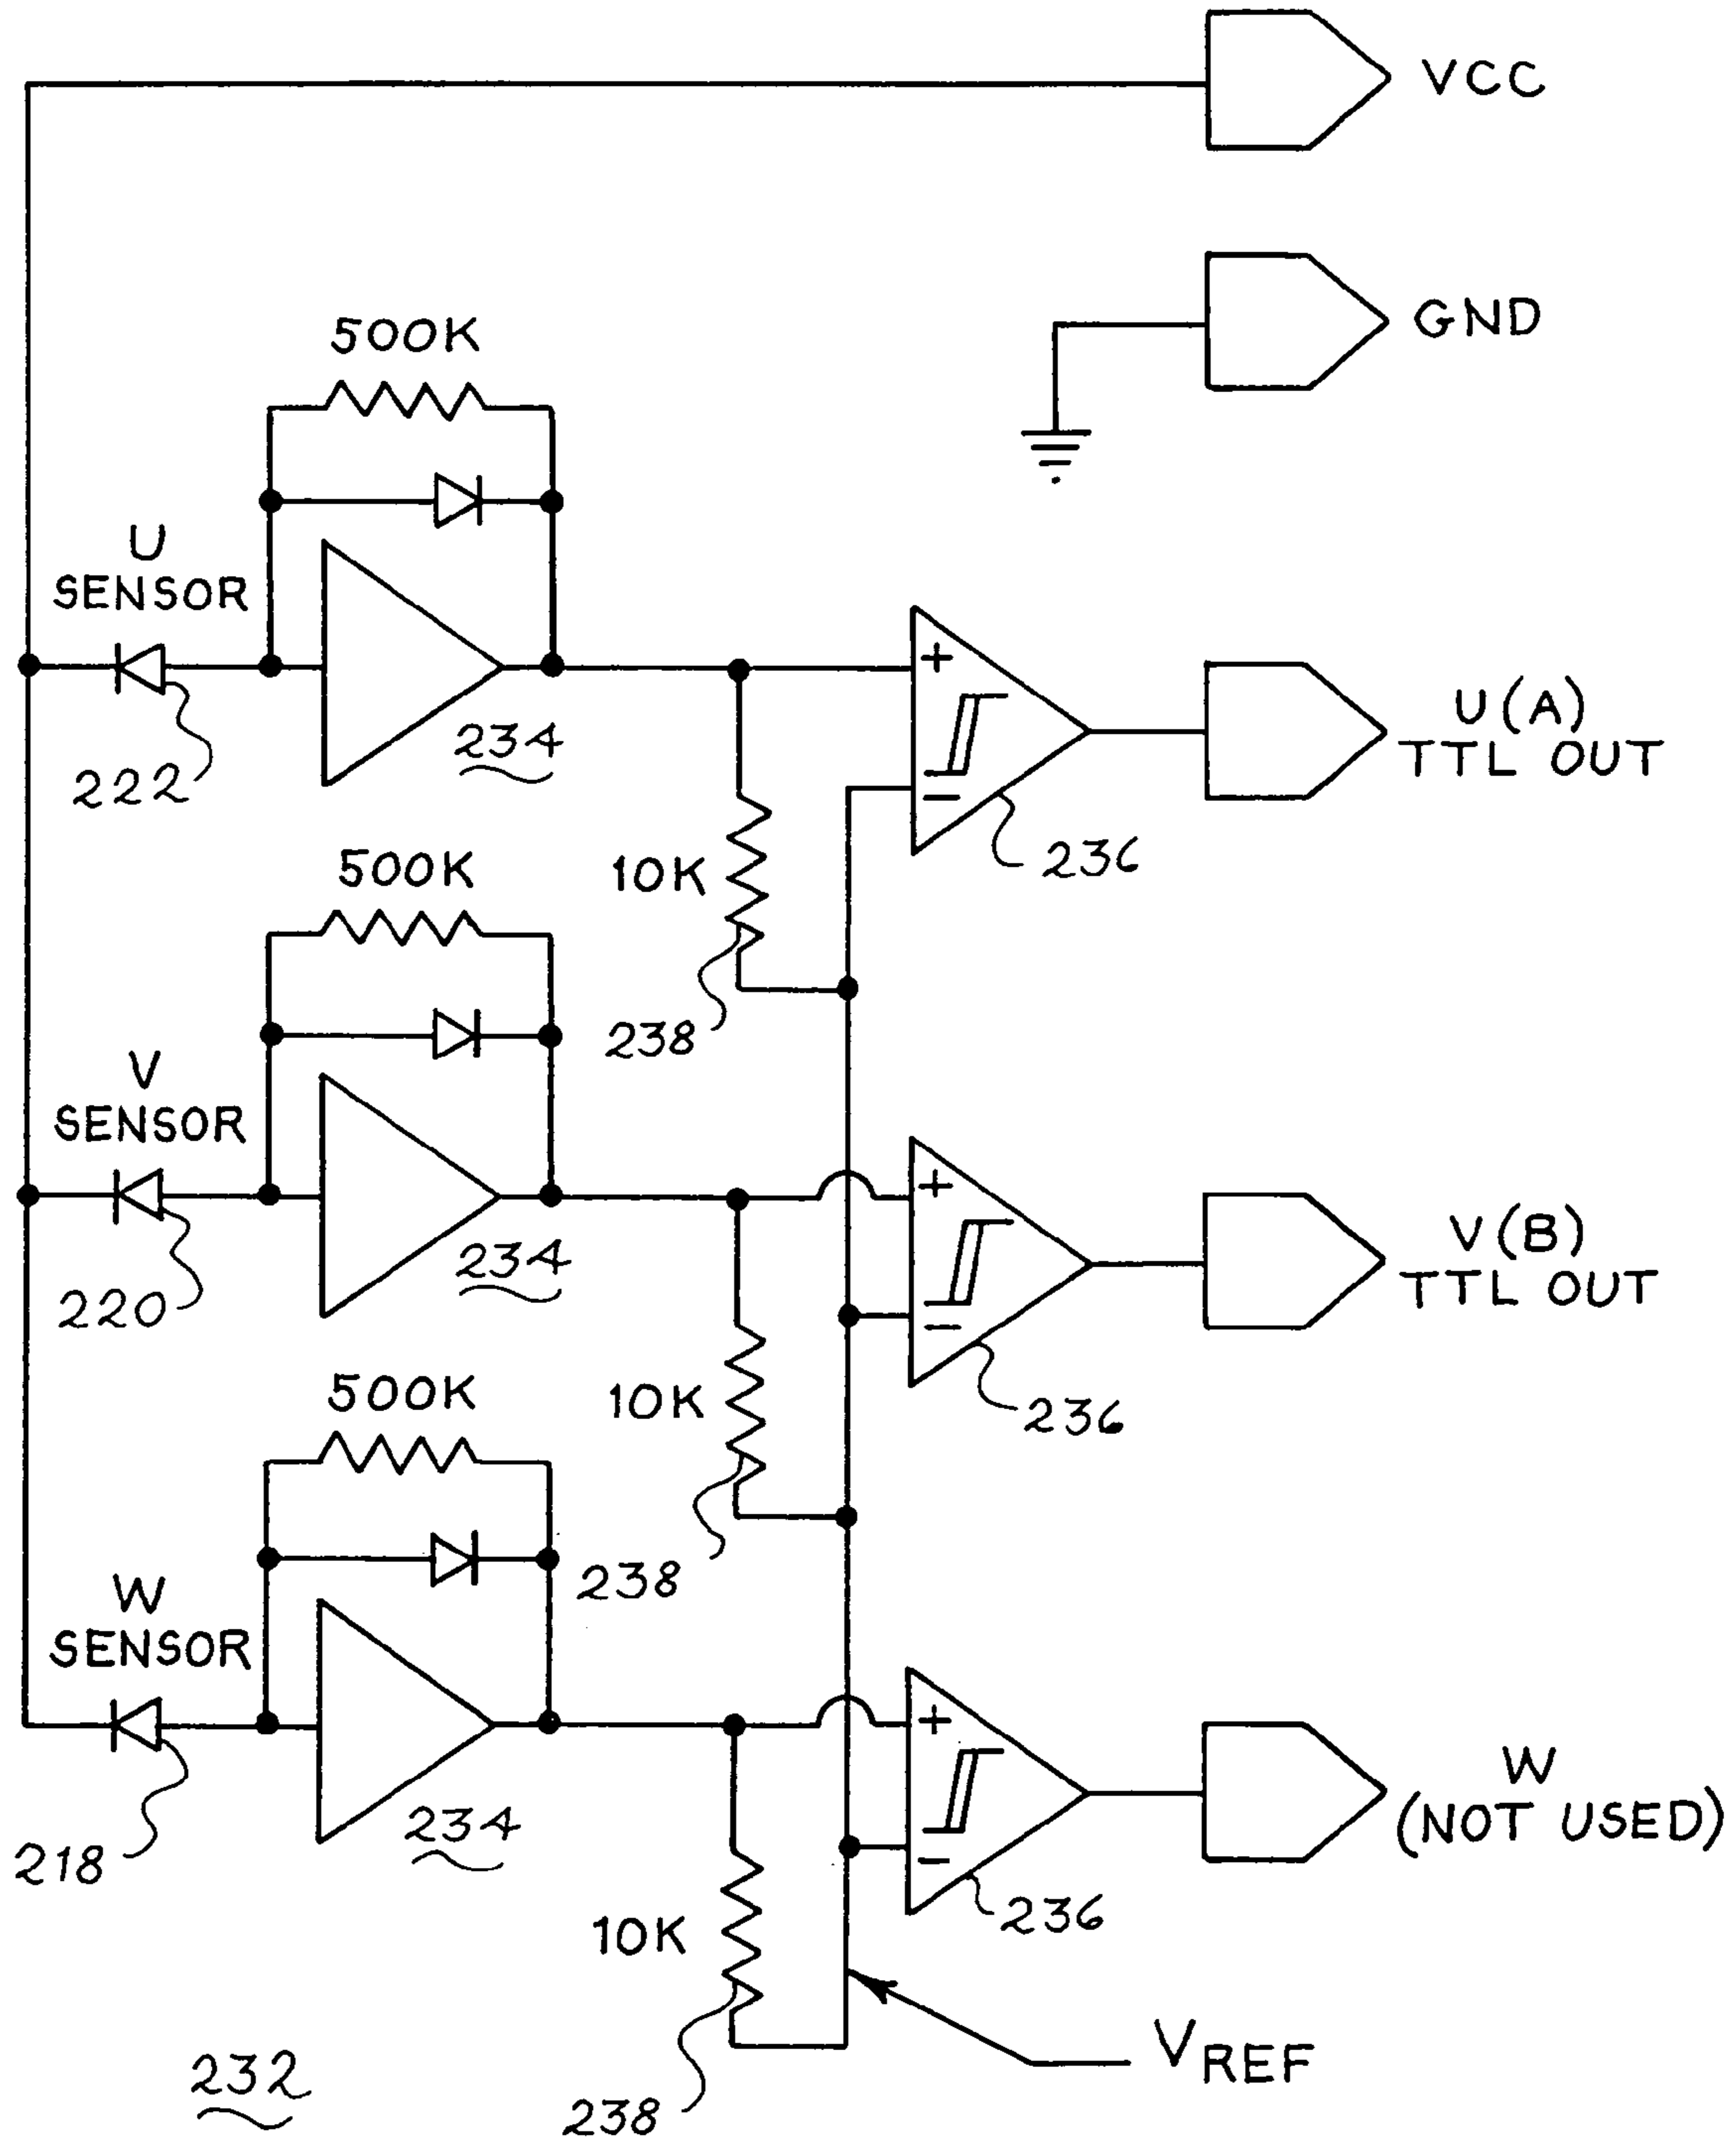 VCC
GND
500K
U
SENSOR
222
234
+
−
U(A)
TTL OUT
236
10K
238
500K
V
SENSOR
220
234
+
−
V(B)
TTL OUT
236
10K
238
500K
W
SENSOR
218
234
+
−
W
(NOT USED)
236
10K
238
VREF
232